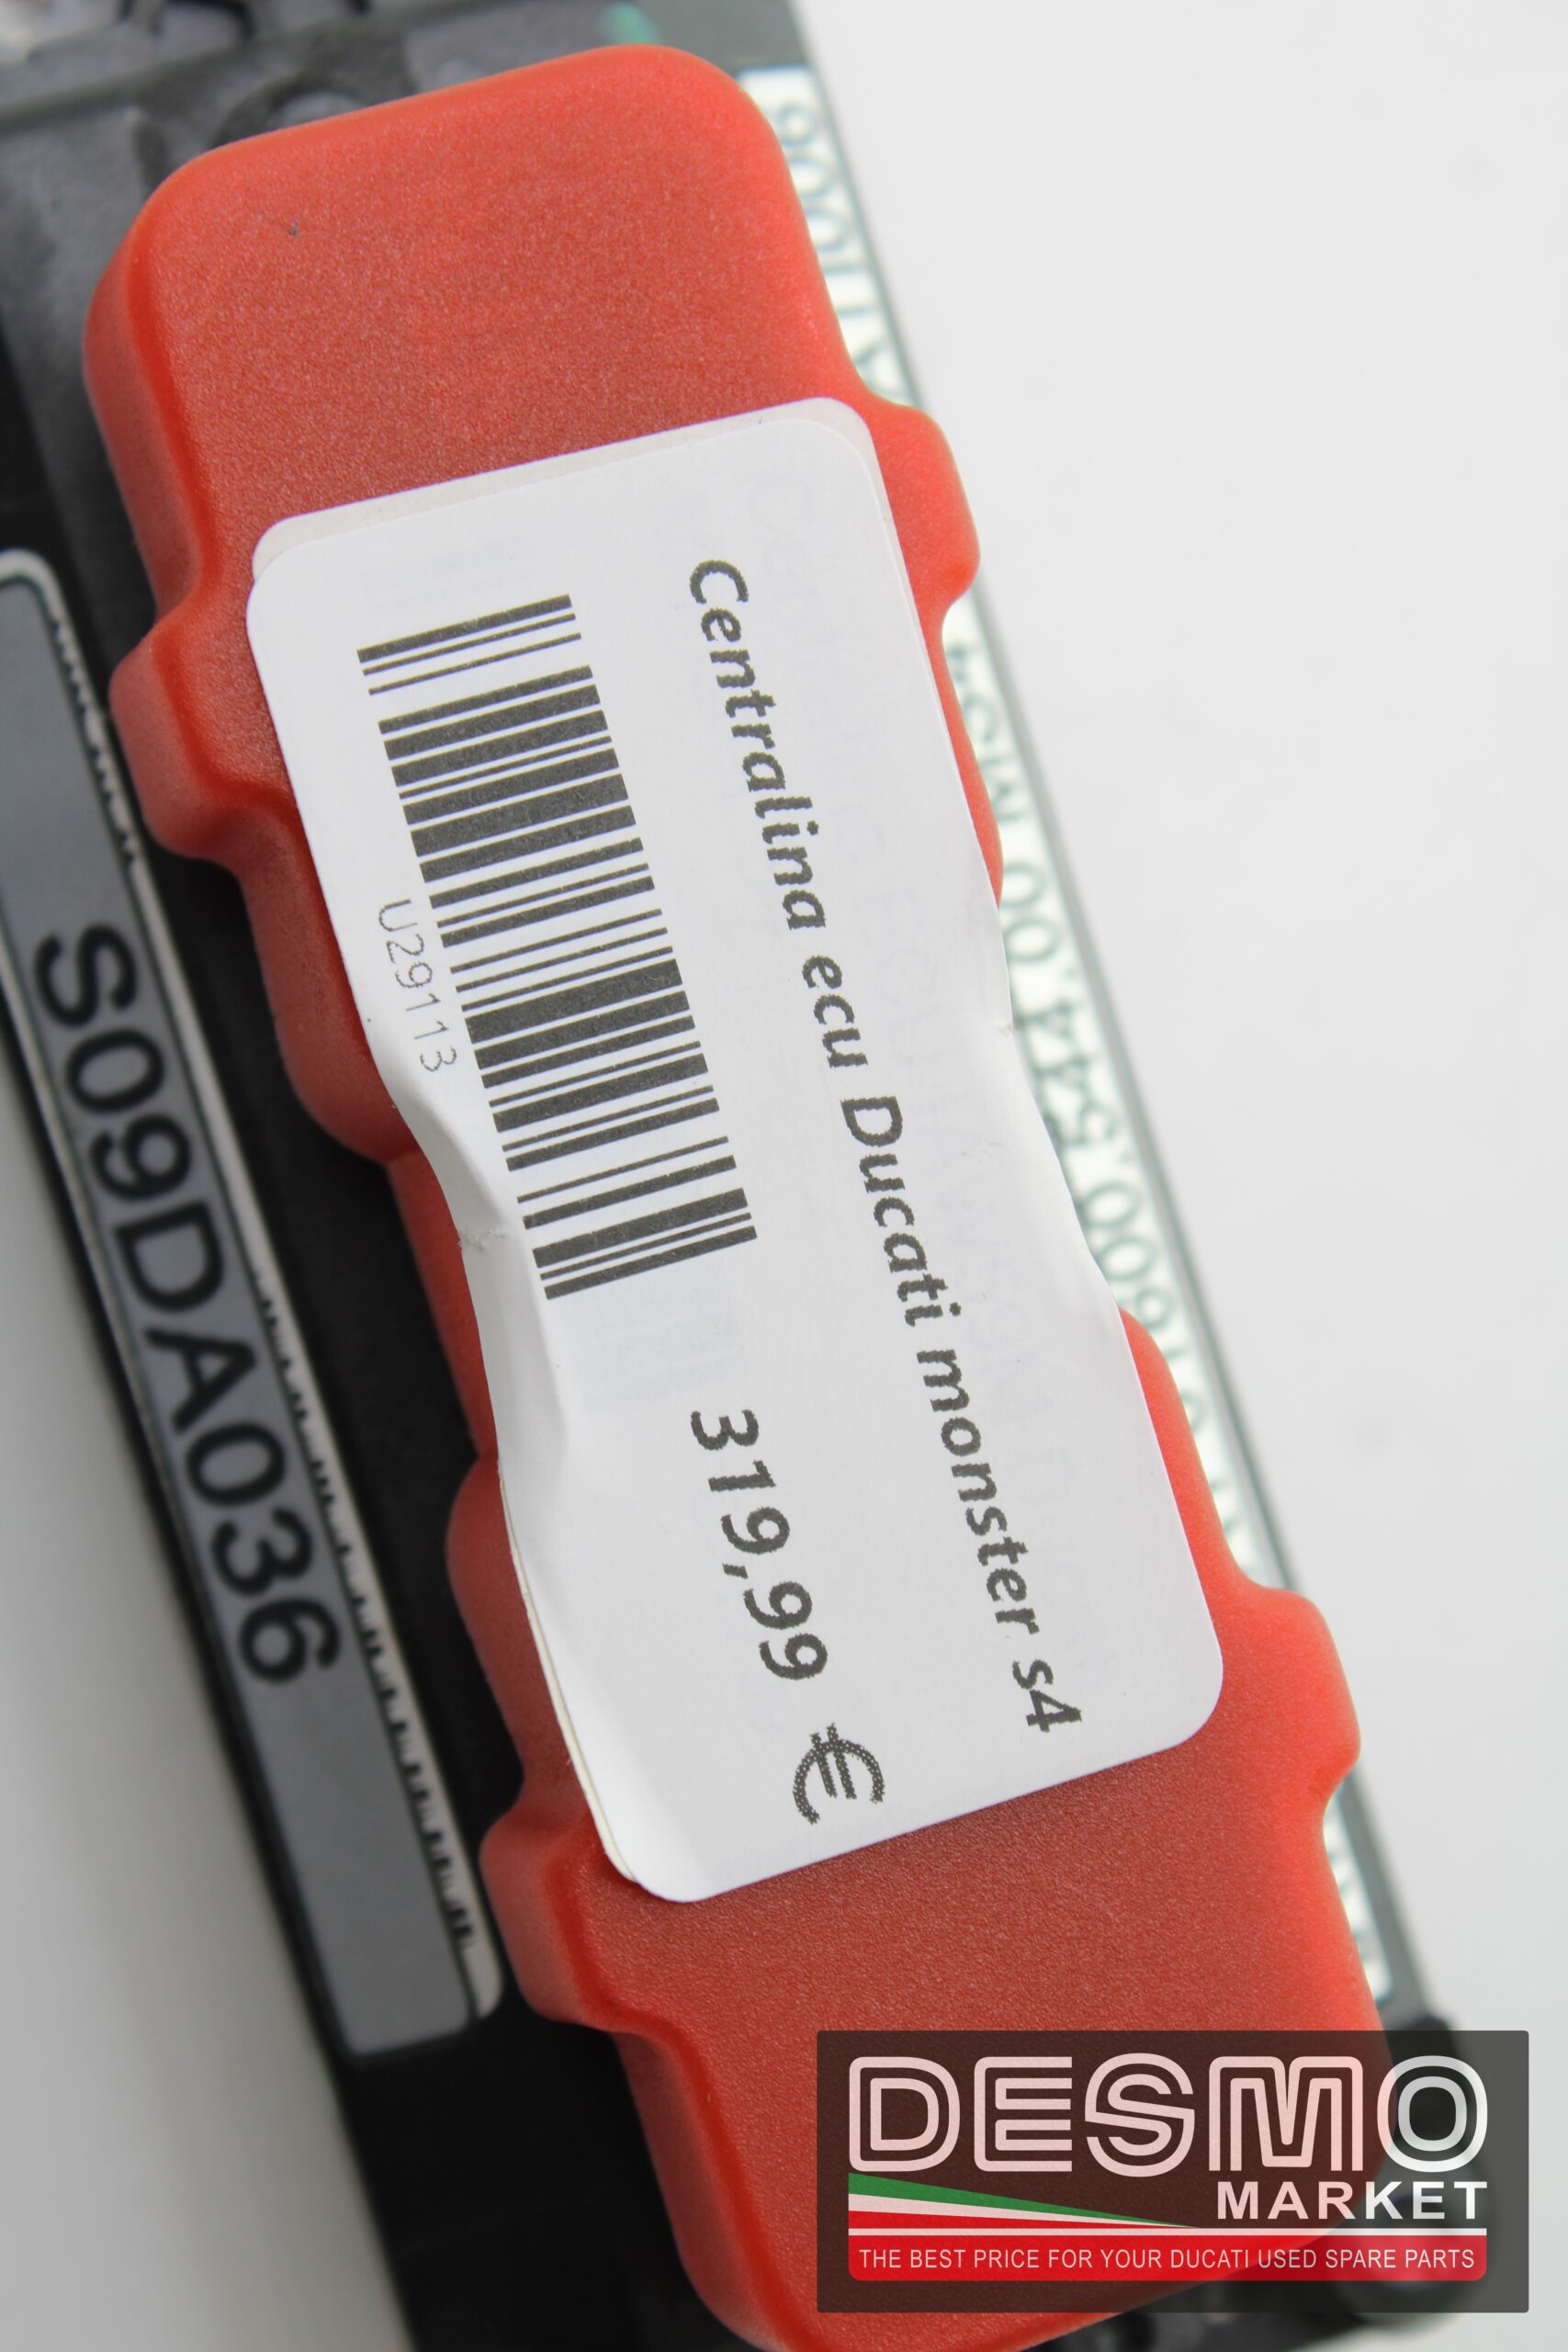 Centralina ecu Ducati monster s4
U29113
319,99 €
S09DA036
DESMO
MARKET
THE BEST PRICE FOR YOUR DUCATI USED SPARE PARTS